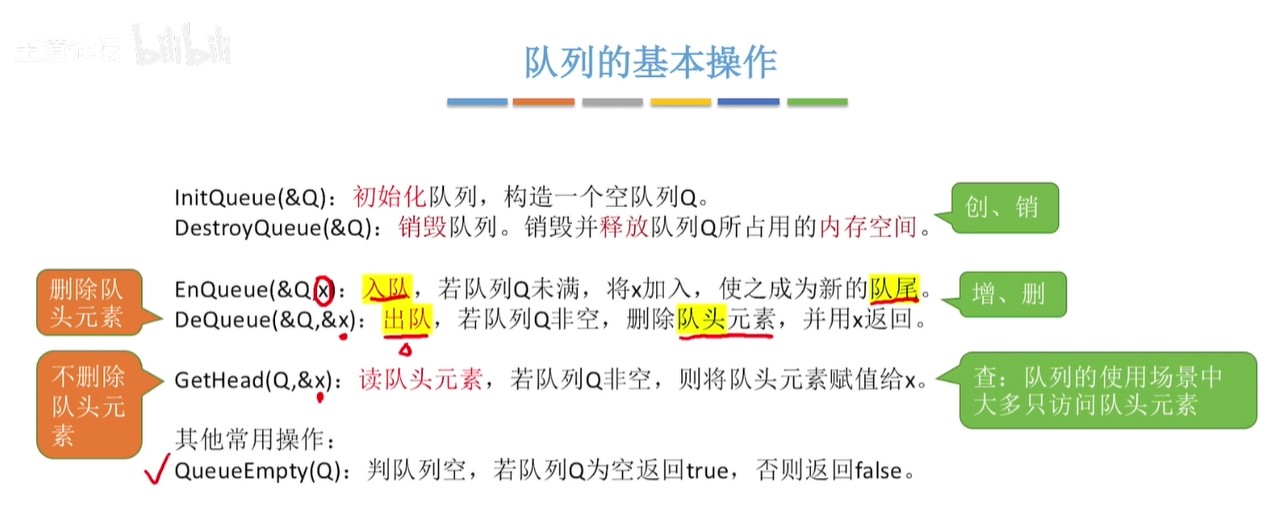 bilibili
队列的基本操作
InitQueue(&Q)：初始化队列，构造一个空队列Q。
DestroyQueue(&Q)：销毁队列。销毁并释放队列Q所占用的内存空间。
创、销
删除队
头元素
EnQueue(&Q,x)：入队，若队列Q未满，将x加入，使之成为新的队尾。
DeQueue(&Q,&x)：出队，若队列Q非空，删除队头元素，并用x返回。
增、删
不删除
队头元
素
GetHead(Q,&x)：读队头元素，若队列Q非空，则将队头元素赋值给x。
查：队列的使用场景中
大多只访问队头元素
其他常用操作：
QueueEmpty(Q)：判队列空，若队列Q为空返回true，否则返回false。